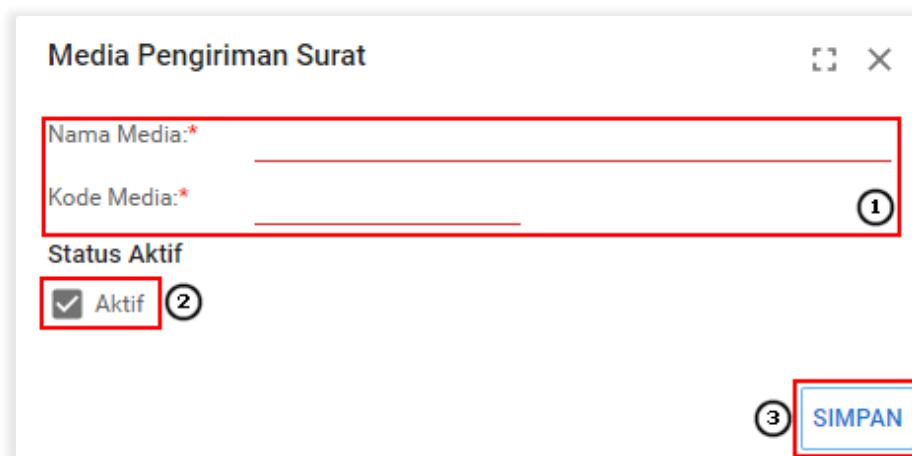 Media Pengiriman Surat
Nama Media:*
Kode Media:*
1
Status Aktif
Aktif 2
3 SIMPAN